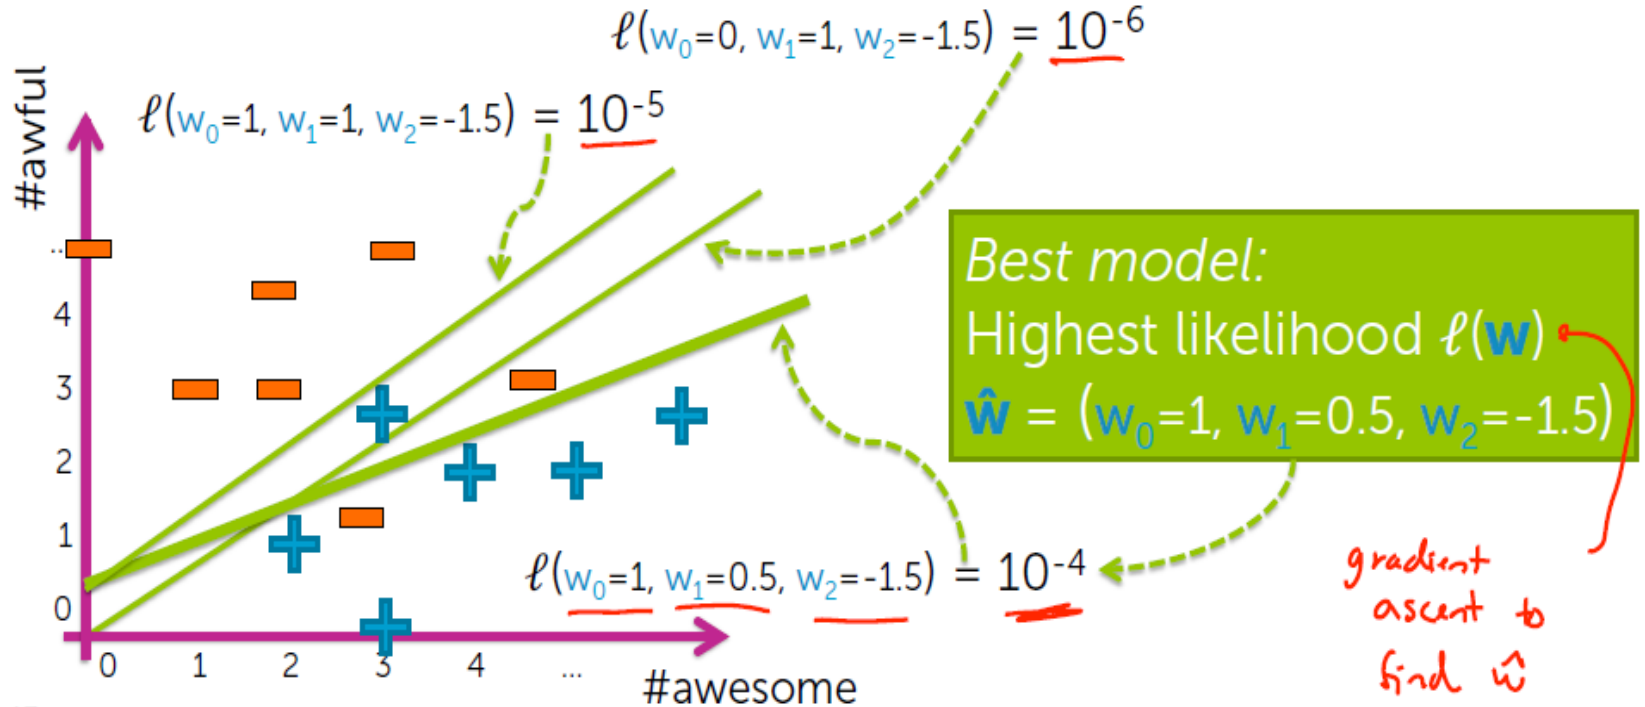 ℓ(w₀=0, w₁=1, w₂=-1.5) = 10⁻⁶
ℓ(w₀=1, w₁=1, w₂=-1.5) = 10⁻⁵
#awful
...
4
3
2
1
0
Best model:
Highest likelihood ℓ(w)
ŵ = (w₀=1, w₁=0.5, w₂=-1.5)
ℓ(w₀=1, w₁=0.5, w₂=-1.5) = 10⁻⁴
gradient
ascent to
find ŵ
0 1 2 3 4 ...
#awesome